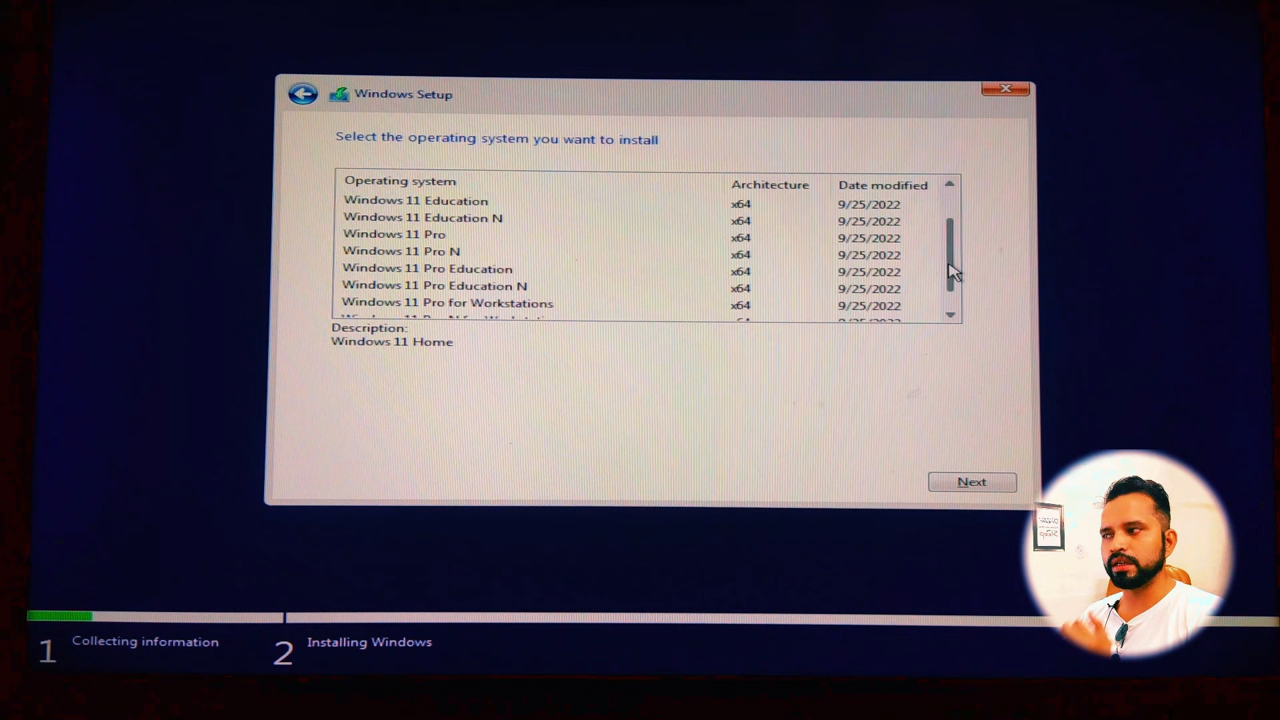 Windows Setup
Select the operating system you want to install
Operating system Architecture Date modified
Windows 11 Education x64 9/25/2022
Windows 11 Education N x64 9/25/2022
Windows 11 Pro x64 9/25/2022
Windows 11 Pro N x64 9/25/2022
Windows 11 Pro Education x64 9/25/2022
Windows 11 Pro Education N x64 9/25/2022
Windows 11 Pro for Workstations x64 9/25/2022
Description:
Windows 11 Home
Next
1 Collecting information 2 Installing Windows